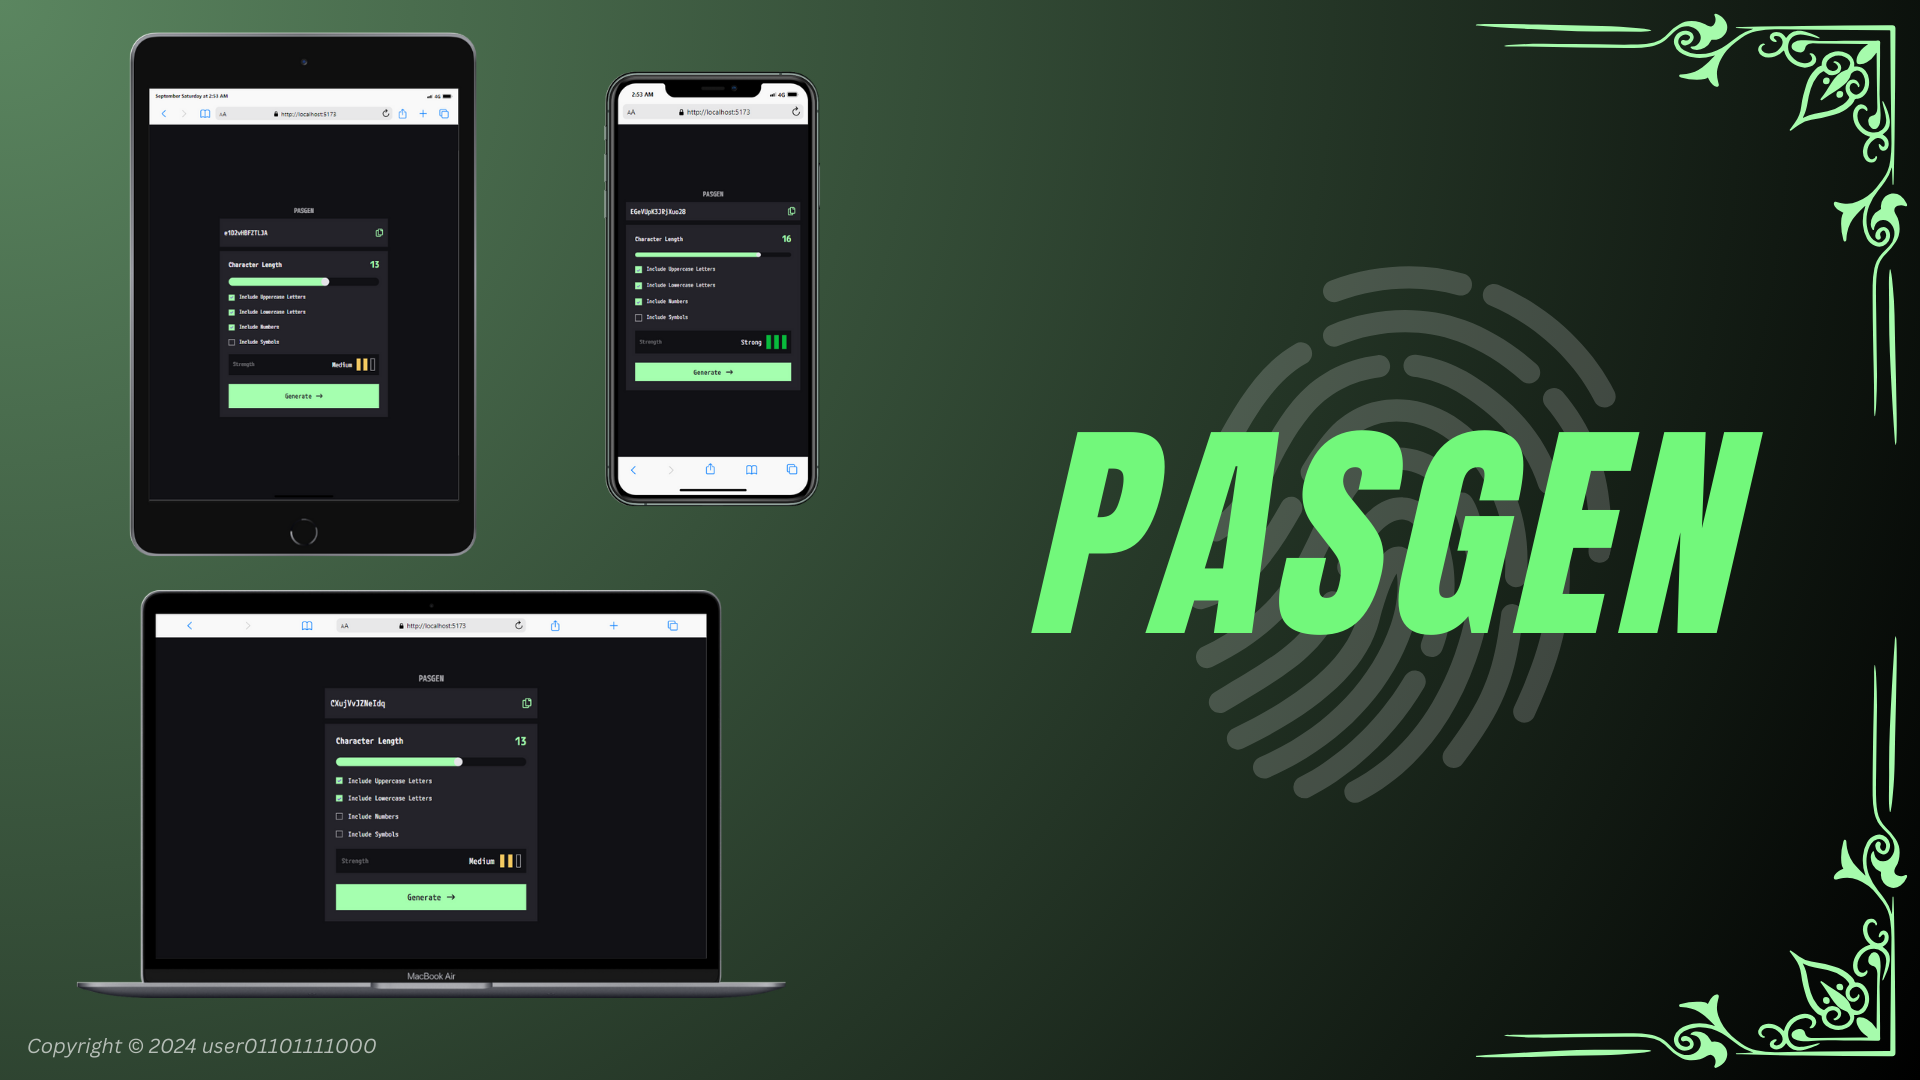 September Saturday at 2:53 AM
4G
AA
http://localhost:5173
PASGEN
e1D2vHBFZTL3A
Character Length 13
Include Uppercase Letters
Include Lowercase Letters
Include Numbers
Include Symbols
Strength Medium
Generate →
2:53 AM
4G
AA
http://localhost:5173
PASGEN
EGeVUpK3JRjXuo28
Character Length 16
Include Uppercase Letters
Include Lowercase Letters
Include Numbers
Include Symbols
Strength Strong
Generate →
PASGEN
AA
http://localhost:5173
PASGEN
CXujVvJZNeIdq
Character Length 13
Include Uppercase Letters
Include Lowercase Letters
Include Numbers
Include Symbols
Strength Medium
Generate →
MacBook Air
Copyright © 2024 user01101111000